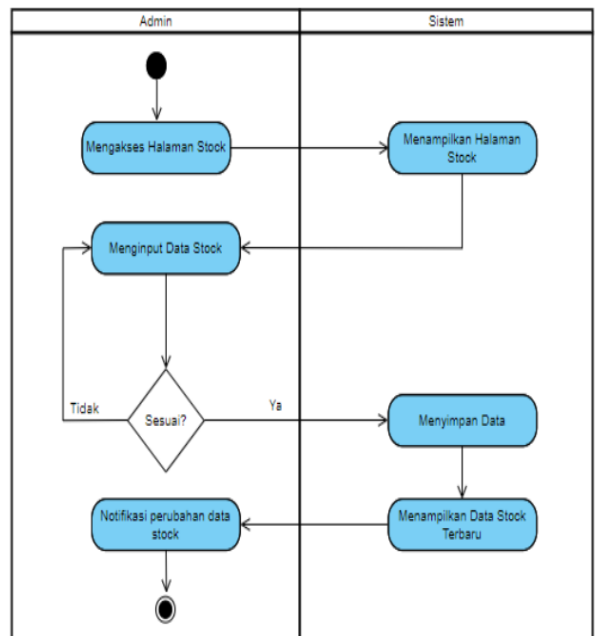 Admin
Sistem
Mengakses Halaman Stock
Menampilkan Halaman
Stock
Menginput Data Stock
Tidak
Sesuai?
Ya
Menyimpan Data
Notifikasi perubahan data
stock
Menampilkan Data Stock
Terbaru